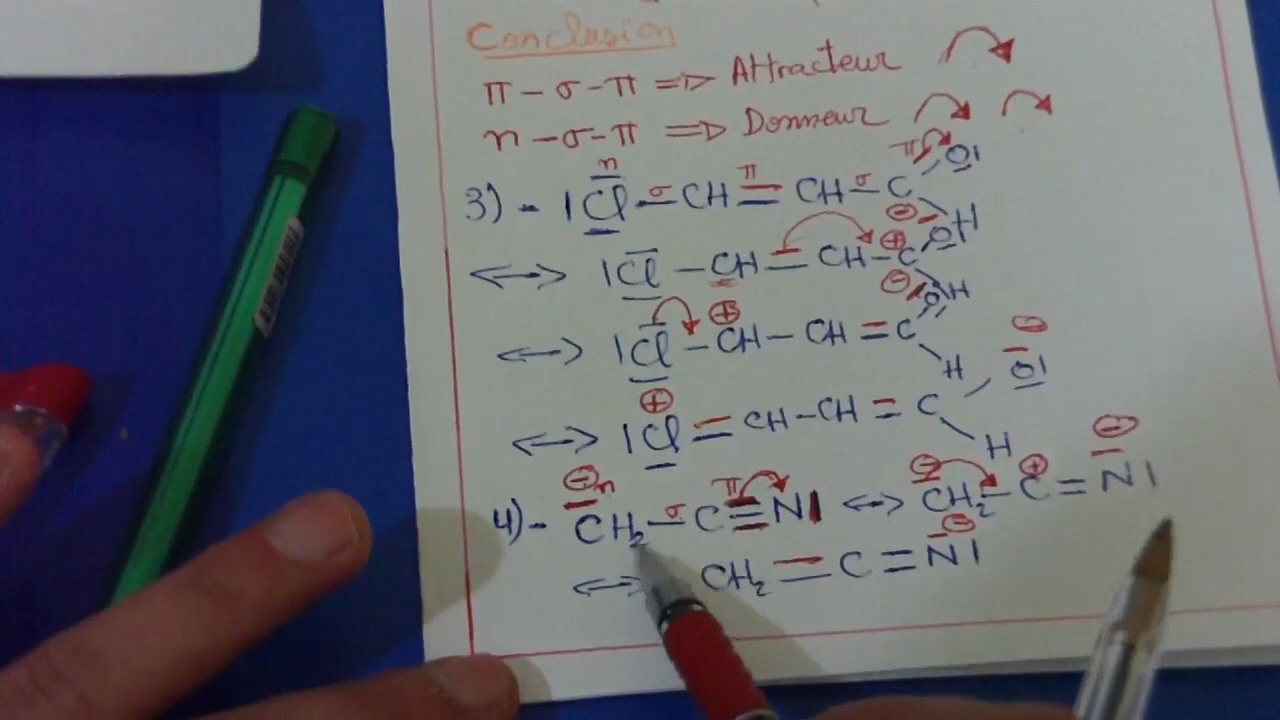 Conclusion
π - σ - π => Attracteur
n - σ - π => Donneur
3) - |Cl - CH = CH - C O| H
n σ π σ π
<-> |Cl - CH = CH - C O| H
⊖ ⊕
<-> |Cl - CH - CH = C O| H
⊕ ⊖
<-> |Cl = CH - CH = C O| H
⊕ ⊖
4) - CH₂ - C ≡ N| <-> CH₂ - C = N|
⊖ n σ π ⊖ ⊕ ⊖
<-> CH₂ = C = N|
⊖